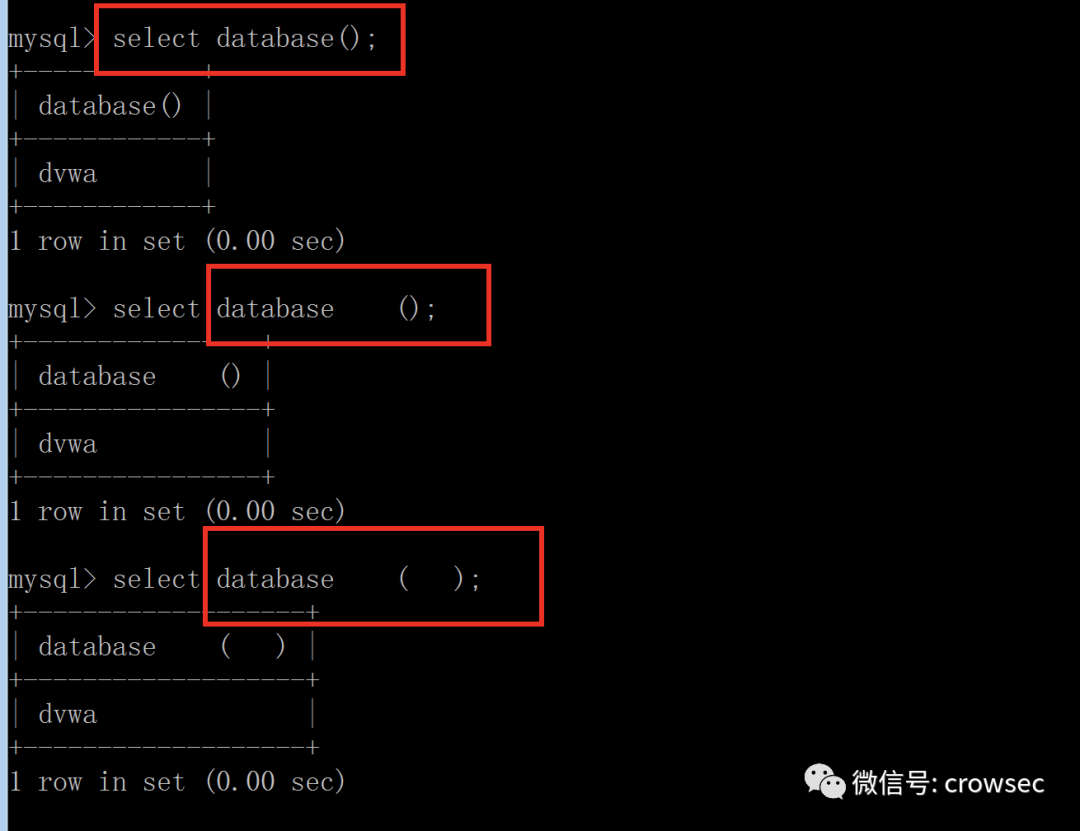 mysql> select database();
+------------+
| database() |
+------------+
| dvwa       |
+------------+
1 row in set (0.00 sec)
mysql> select database    ();
+----------------+
| database    () |
+----------------+
| dvwa           |
+----------------+
1 row in set (0.00 sec)
mysql> select database    (   );
+-------------------+
| database    (   ) |
+-------------------+
| dvwa              |
+-------------------+
1 row in set (0.00 sec)
微信号: crowsec